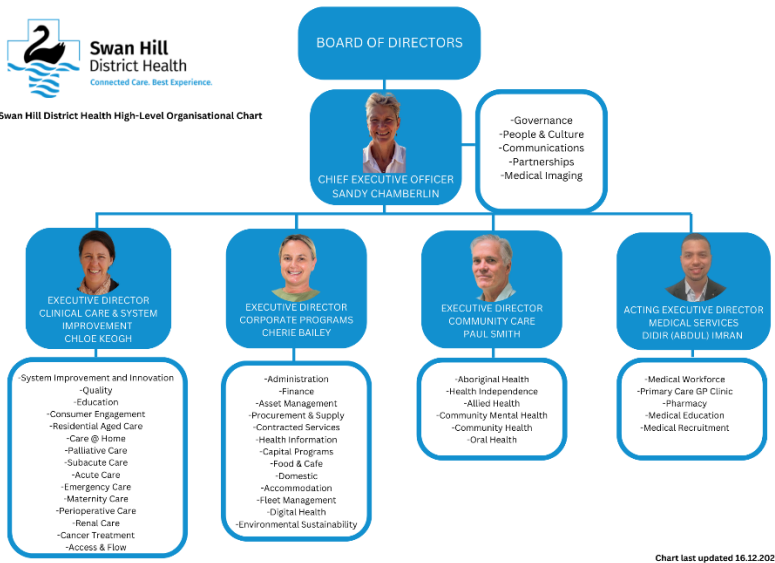 Swan Hill
District Health
Connected Care. Best Experience.
Swan Hill District Health High-Level Organisational Chart
BOARD OF DIRECTORS
CHIEF EXECUTIVE OFFICER
SANDY CHAMBERLIN
-Governance
-People & Culture
-Communications
-Partnerships
-Medical Imaging
EXECUTIVE DIRECTOR
CLINICAL CARE & SYSTEM
IMPROVEMENT
CHLOE KEOGH
-System Improvement and Innovation
-Quality
-Education
-Consumer Engagement
-Residential Aged Care
-Care @ Home
-Palliative Care
-Subacute Care
-Acute Care
-Emergency Care
-Maternity Care
-Perioperative Care
-Renal Care
-Cancer Treatment
-Access & Flow
EXECUTIVE DIRECTOR
CORPORATE PROGRAMS
CHERIE BAILEY
-Administration
-Finance
-Asset Management
-Procurement & Supply
-Contracted Services
-Health Information
-Capital Programs
-Food & Cafe
-Domestic
-Accommodation
-Fleet Management
-Digital Health
-Environmental Sustainability
EXECUTIVE DIRECTOR
COMMUNITY CARE
PAUL SMITH
-Aboriginal Health
-Health Independence
-Allied Health
-Community Mental Health
-Community Health
-Oral Health
ACTING EXECUTIVE DIRECTOR
MEDICAL SERVICES
DIDIR (ABDUL) IMRAN
-Medical Workforce
-Primary Care GP Clinic
-Pharmacy
-Medical Education
-Medical Recruitment
Chart last updated 16.12.202